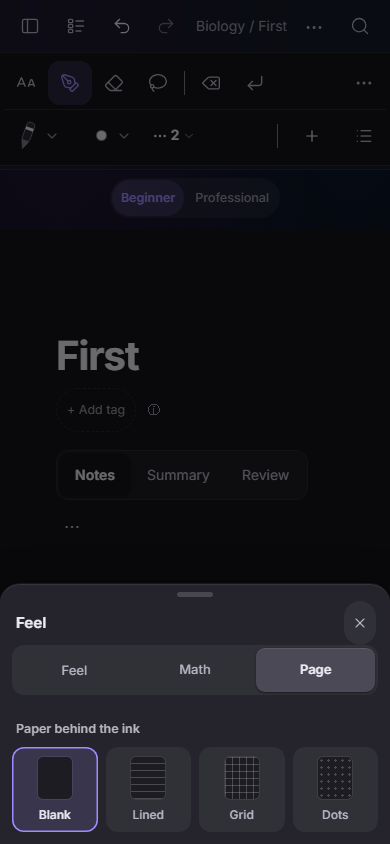 Biology / First ...
AA
... 2
Beginner Professional
First
+ Add tag
Notes Summary Review
...
Feel
Feel Math Page
Paper behind the ink
Blank Lined Grid Dots